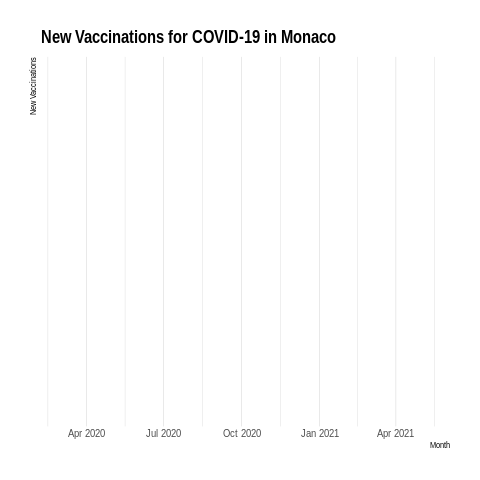 New Vaccinations for COVID-19 in Monaco
New Vaccinations
Apr 2020 Jul 2020 Oct 2020 Jan 2021 Apr 2021
Month